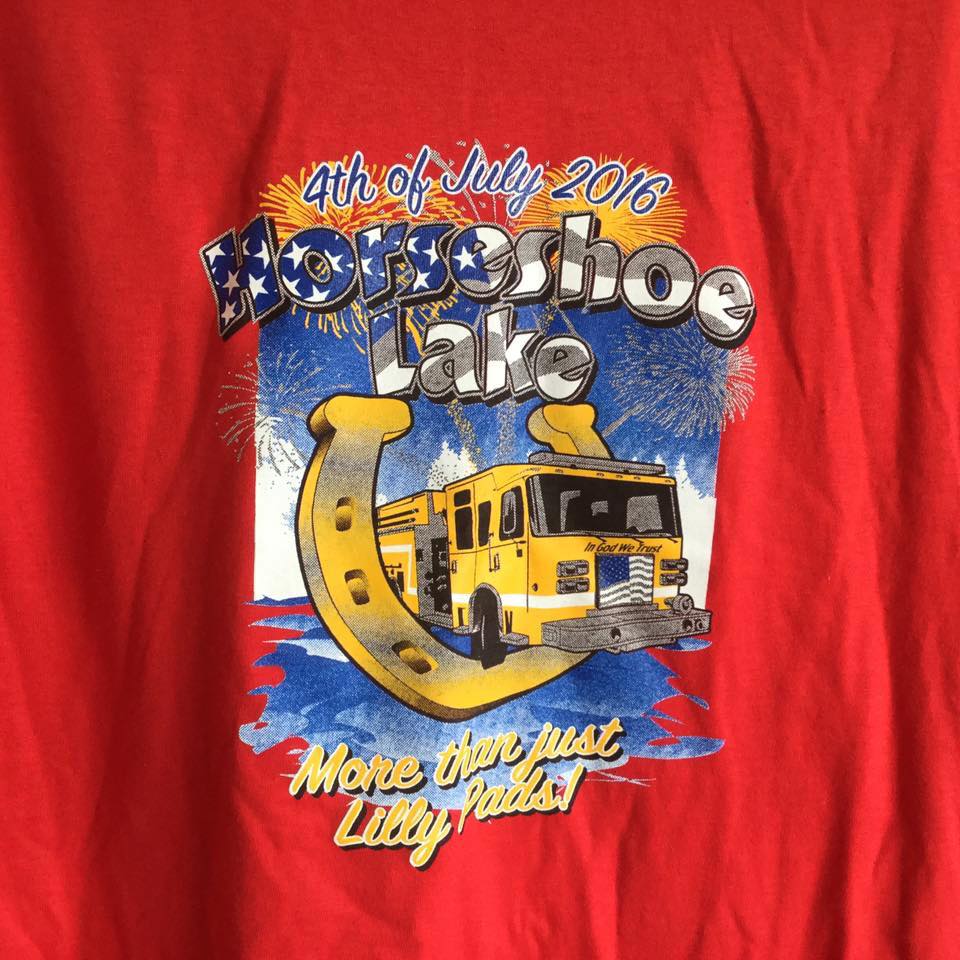 4th of July 2016
Horseshoe
Lake
In God We Trust
More than just
Lilly Pads!